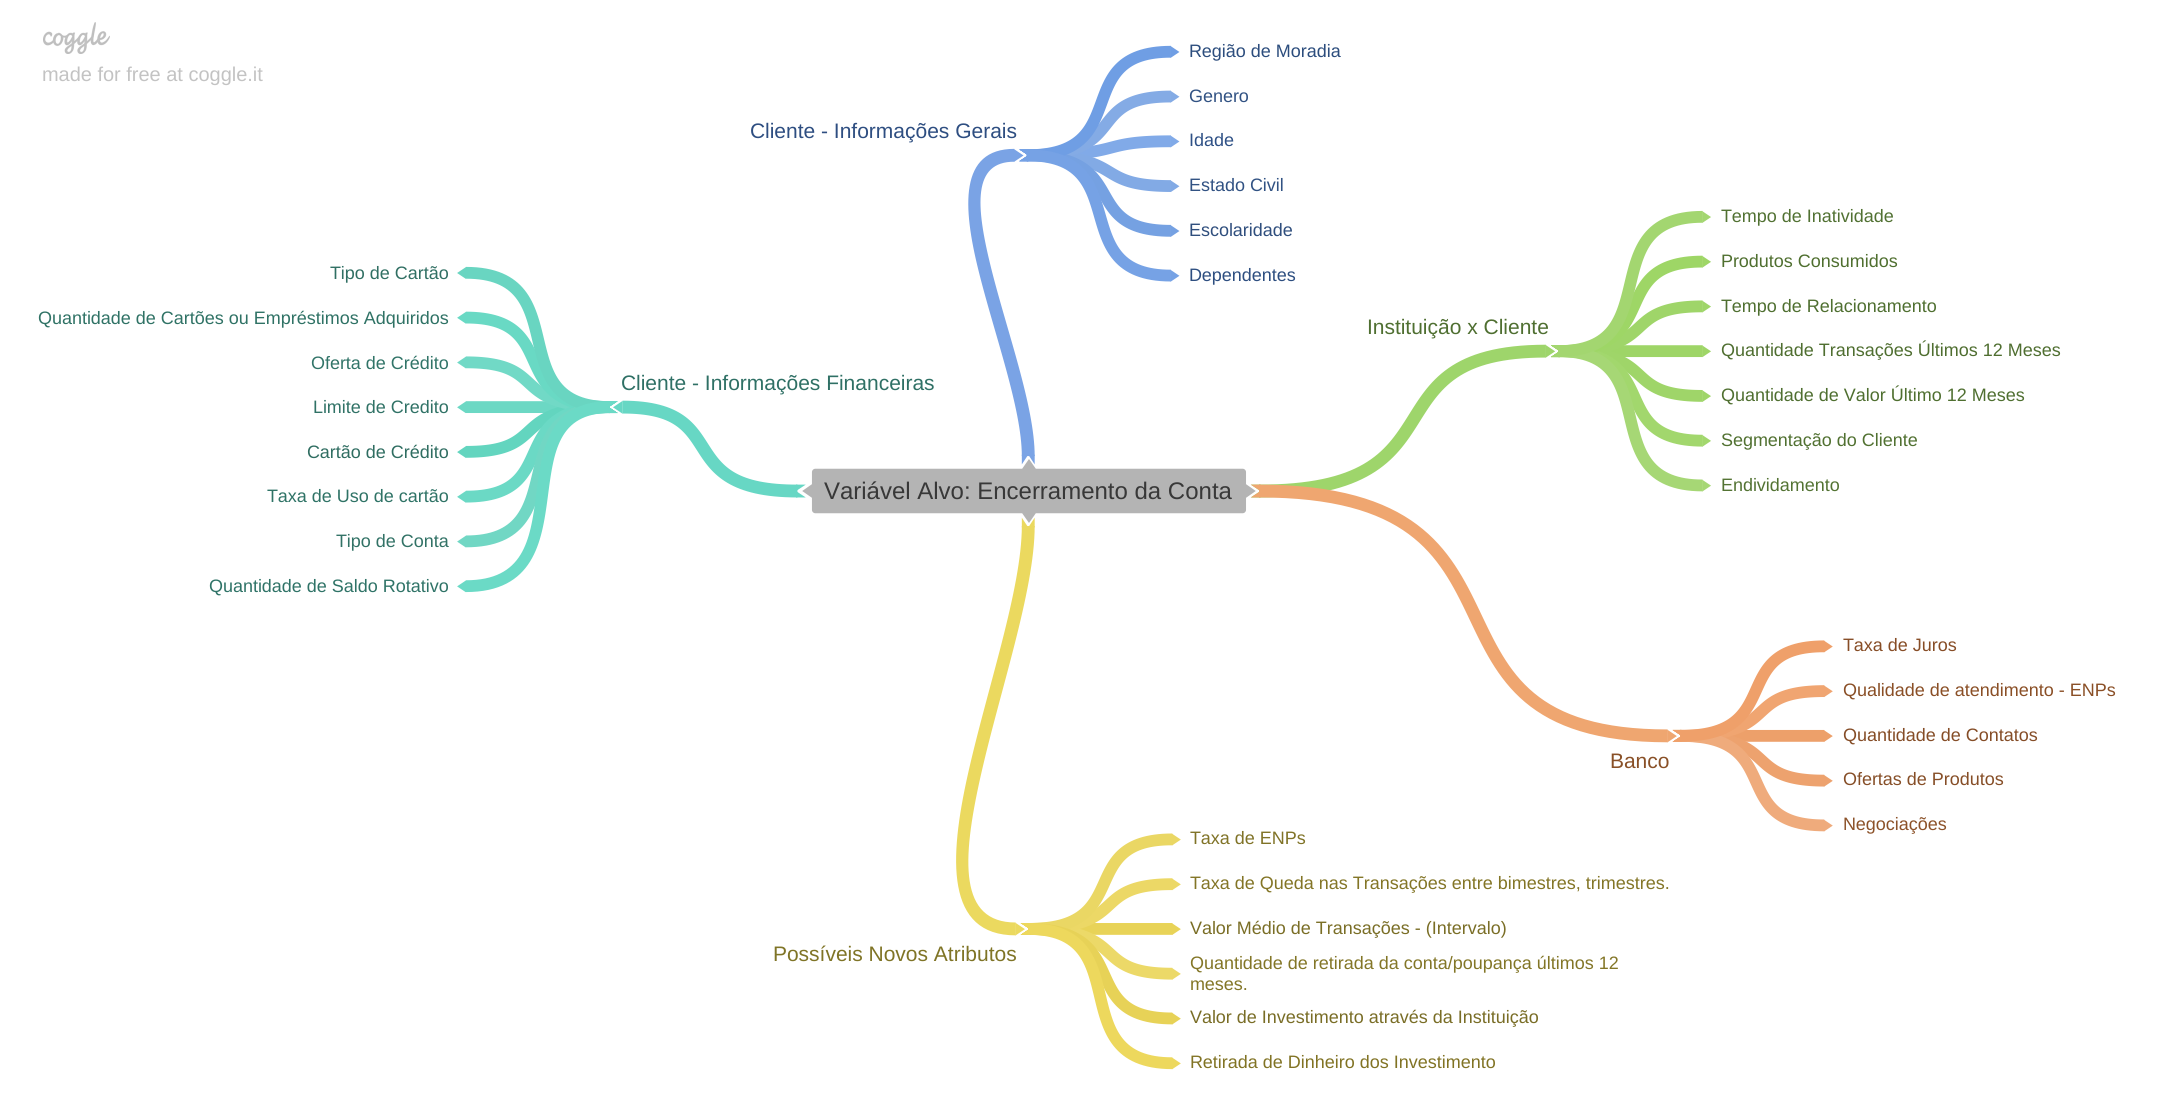 coggle
made for free at coggle.it
Cliente - Informações Gerais
Região de Moradia
Genero
Idade
Estado Civil
Escolaridade
Dependentes
Instituição x Cliente
Tempo de Inatividade
Produtos Consumidos
Tempo de Relacionamento
Quantidade Transações Últimos 12 Meses
Quantidade de Valor Último 12 Meses
Segmentação do Cliente
Endividamento
Cliente - Informações Financeiras
Tipo de Cartão
Quantidade de Cartões ou Empréstimos Adquiridos
Oferta de Crédito
Limite de Credito
Cartão de Crédito
Taxa de Uso de cartão
Tipo de Conta
Quantidade de Saldo Rotativo
Variável Alvo: Encerramento da Conta
Banco
Taxa de Juros
Qualidade de atendimento - ENPs
Quantidade de Contatos
Ofertas de Produtos
Negociações
Possíveis Novos Atributos
Taxa de ENPs
Taxa de Queda nas Transações entre bimestres, trimestres.
Valor Médio de Transações - (Intervalo)
Quantidade de retirada da conta/poupança últimos 12
meses.
Valor de Investimento através da Instituição
Retirada de Dinheiro dos Investimento